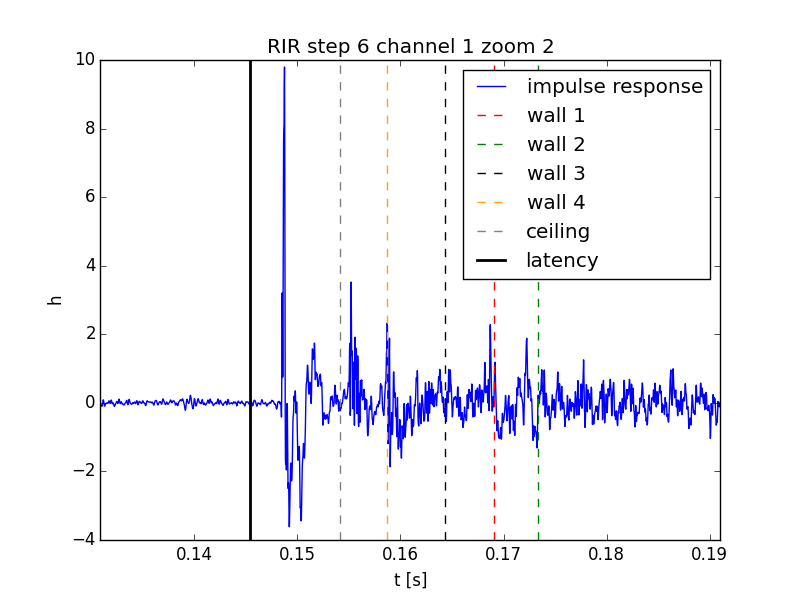 RIR step 6 channel 1 zoom 2
10
8
6
4
2
0
−2
−4
h
impulse response
wall 1
wall 2
wall 3
wall 4
ceiling
latency
0.14
0.15
0.16
0.17
0.18
0.19
t [s]